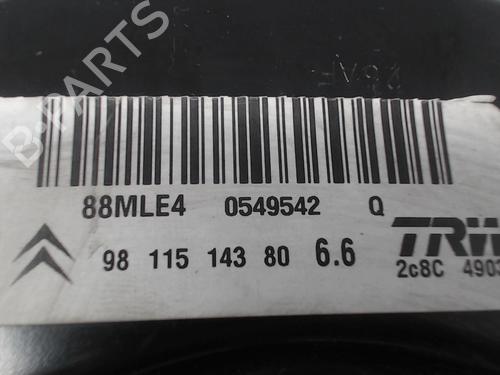 B-PARTS
88MLE4 0549542 Q
98 115 143 80 6.6
TRW
2c8C 4903